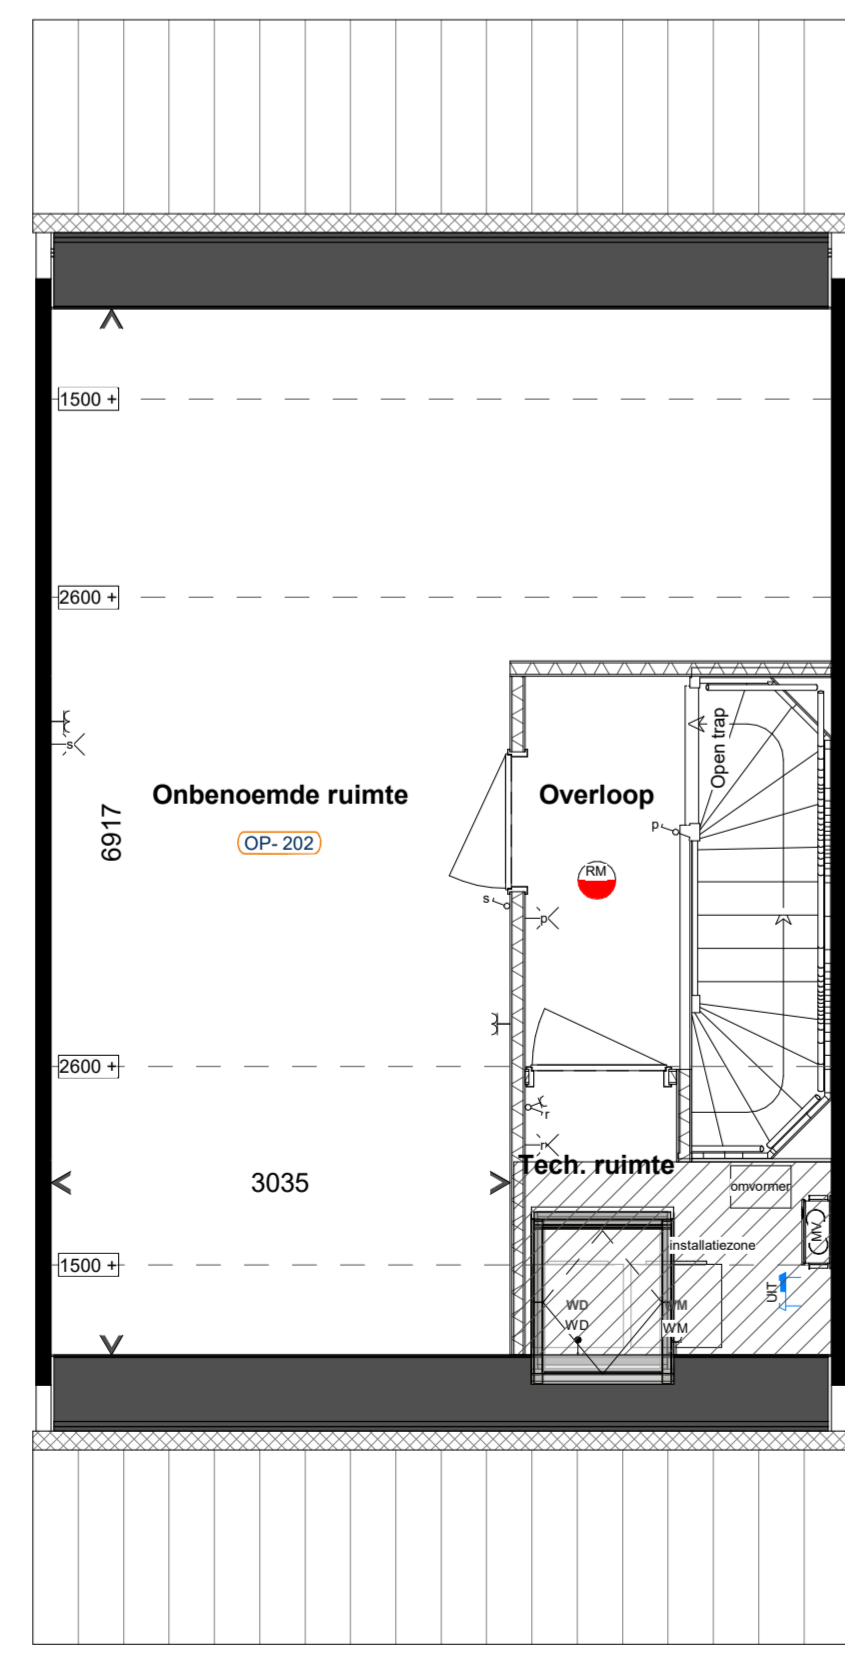 1500 +
2600 +
Open trap
s
Onbenoemde ruimte
Overloop
6917
OP- 202
p
RM
s
p
2600 +
r
r
Tech. ruimte
3035
omvormer
MV
installatiezone
1500 +
ULT
WD
WM
WD
WM